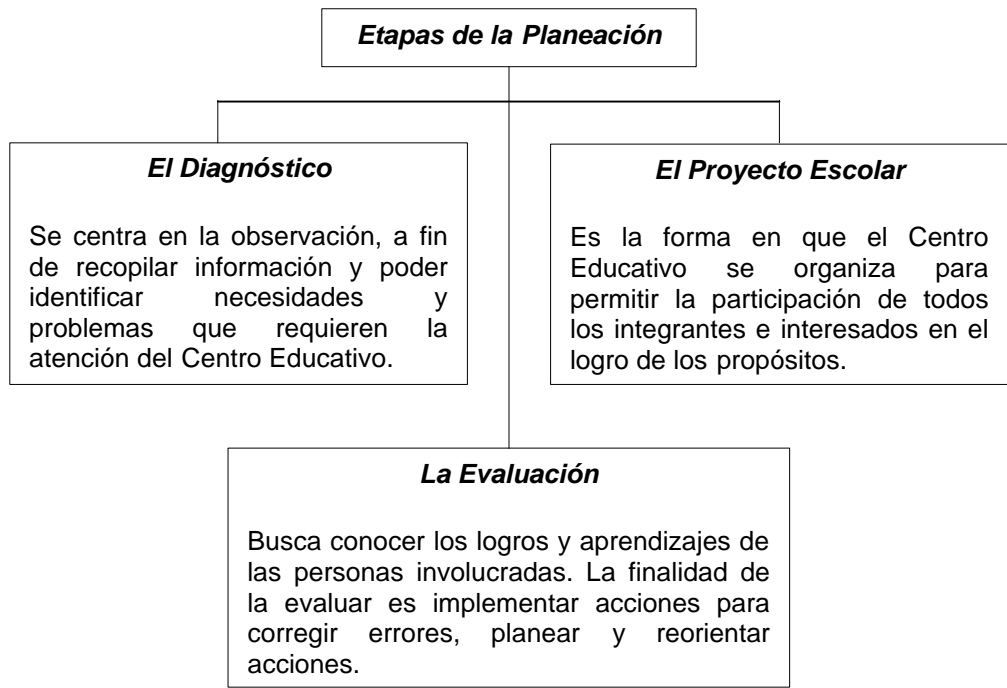 Etapas de la Planeación
El Diagnóstico
Se centra en la observación, a fin
de recopilar información y poder
identificar necesidades y
problemas que requieren la
atención del Centro Educativo.
El Proyecto Escolar
Es la forma en que el Centro
Educativo se organiza para
permitir la participación de todos
los integrantes e interesados en el
logro de los propósitos.
La Evaluación
Busca conocer los logros y aprendizajes de
las personas involucradas. La finalidad de
la evaluar es implementar acciones para
corregir errores, planear y reorientar
acciones.